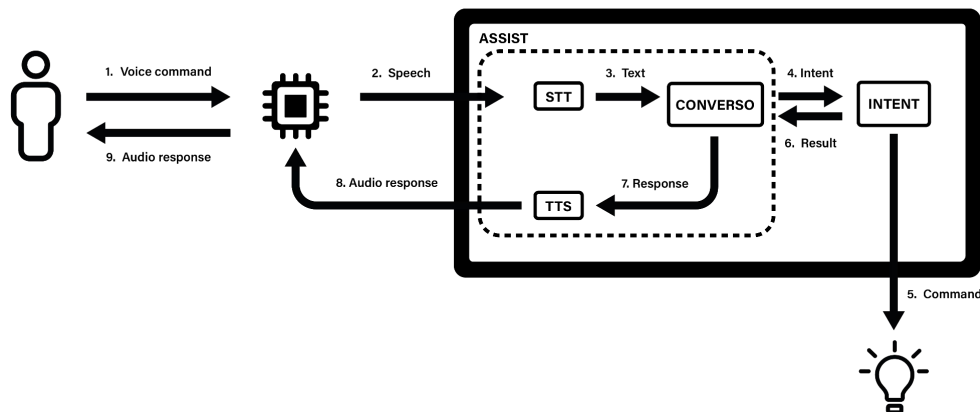 ASSIST
1. Voice command
2. Speech
3. Text
4. Intent
STT
CONVERSO
INTENT
6. Result
9. Audio response
8. Audio response
7. Response
TTS
5. Command